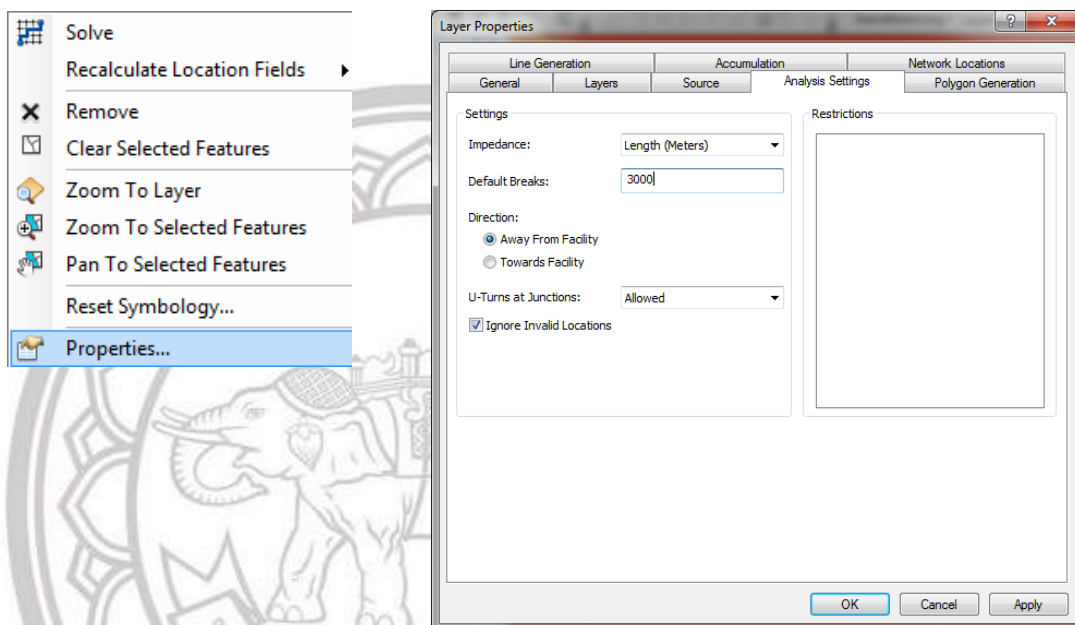 Solve
Recalculate Location Fields
Remove
Clear Selected Features
Zoom To Layer
Zoom To Selected Features
Pan To Selected Features
Reset Symbology...
Properties...
Layer Properties
Line Generation Accumulation Network Locations
General Layers Source Analysis Settings Polygon Generation
Settings
Impedance: Length (Meters)
Default Breaks: 3000
Direction:
Away From Facility
Towards Facility
U-Turns at Junctions: Allowed
Ignore Invalid Locations
Restrictions
OK Cancel Apply